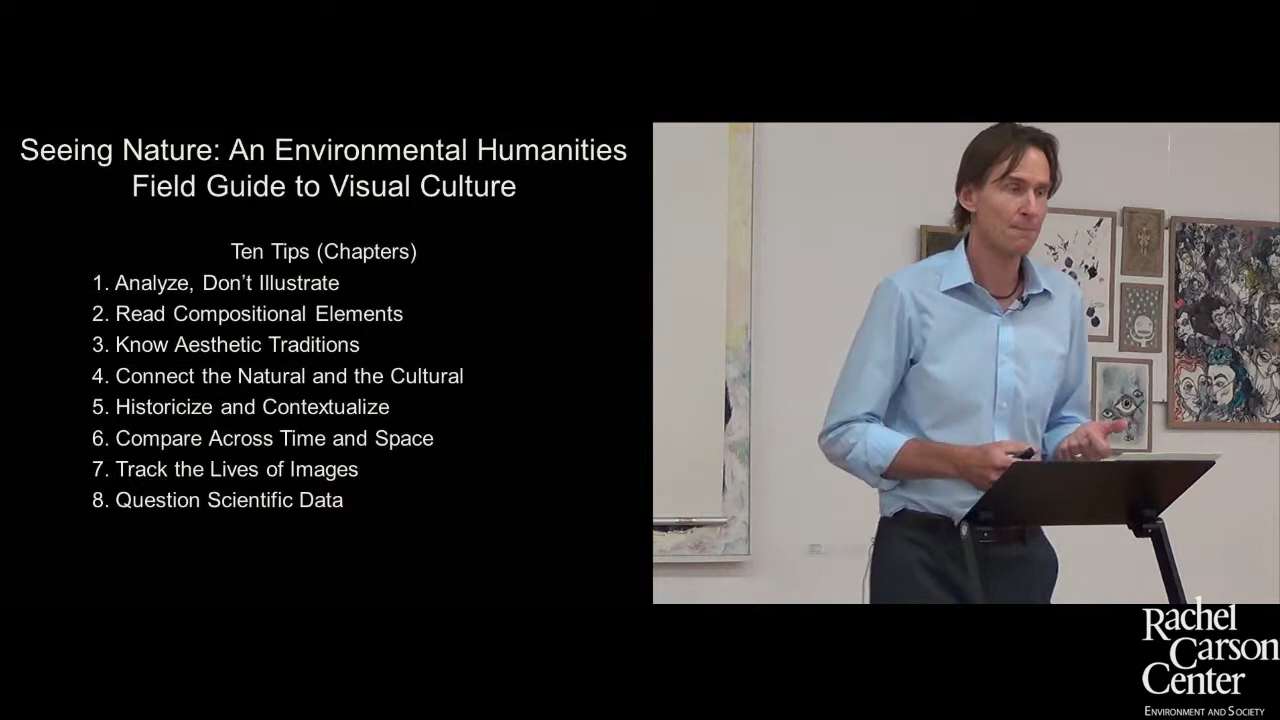 Seeing Nature: An Environmental Humanities
Field Guide to Visual Culture
Ten Tips (Chapters)
1. Analyze, Don’t Illustrate
2. Read Compositional Elements
3. Know Aesthetic Traditions
4. Connect the Natural and the Cultural
5. Historicize and Contextualize
6. Compare Across Time and Space
7. Track the Lives of Images
8. Question Scientific Data
Rachel
Carson
Center
ENVIRONMENT AND SOCIETY